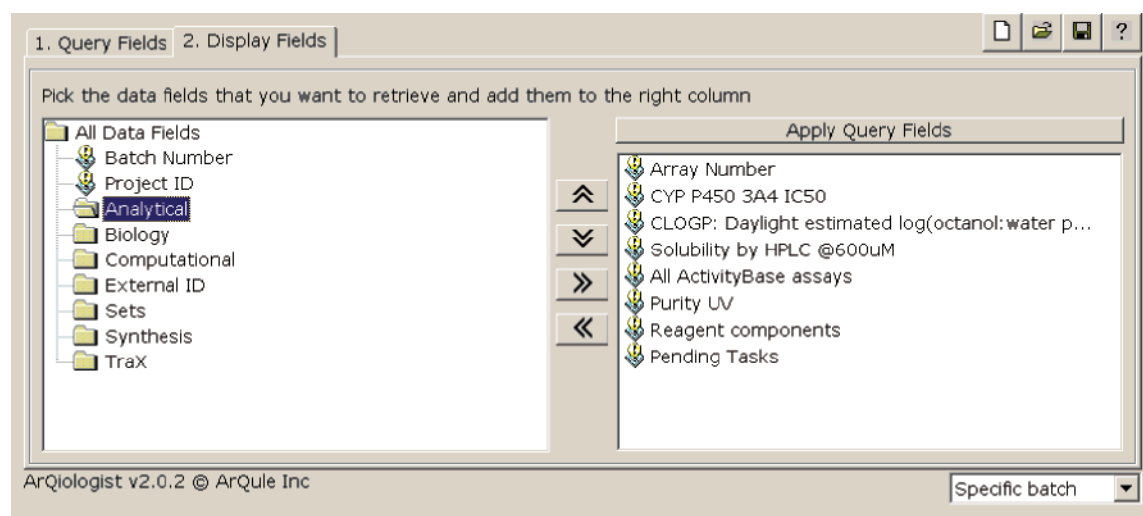 1. Query Fields
2. Display Fields
?
Pick the data fields that you want to retrieve and add them to the right column
All Data Fields
Batch Number
Project ID
Analytical
Biology
Computational
External ID
Sets
Synthesis
TraX
Apply Query Fields
Array Number
CYP P450 3A4 IC50
CLOGP: Daylight estimated log(octanol:water p...
Solubility by HPLC @600uM
All ActivityBase assays
Purity UV
Reagent components
Pending Tasks
ArQiologist v2.0.2 © ArQule Inc
Specific batch